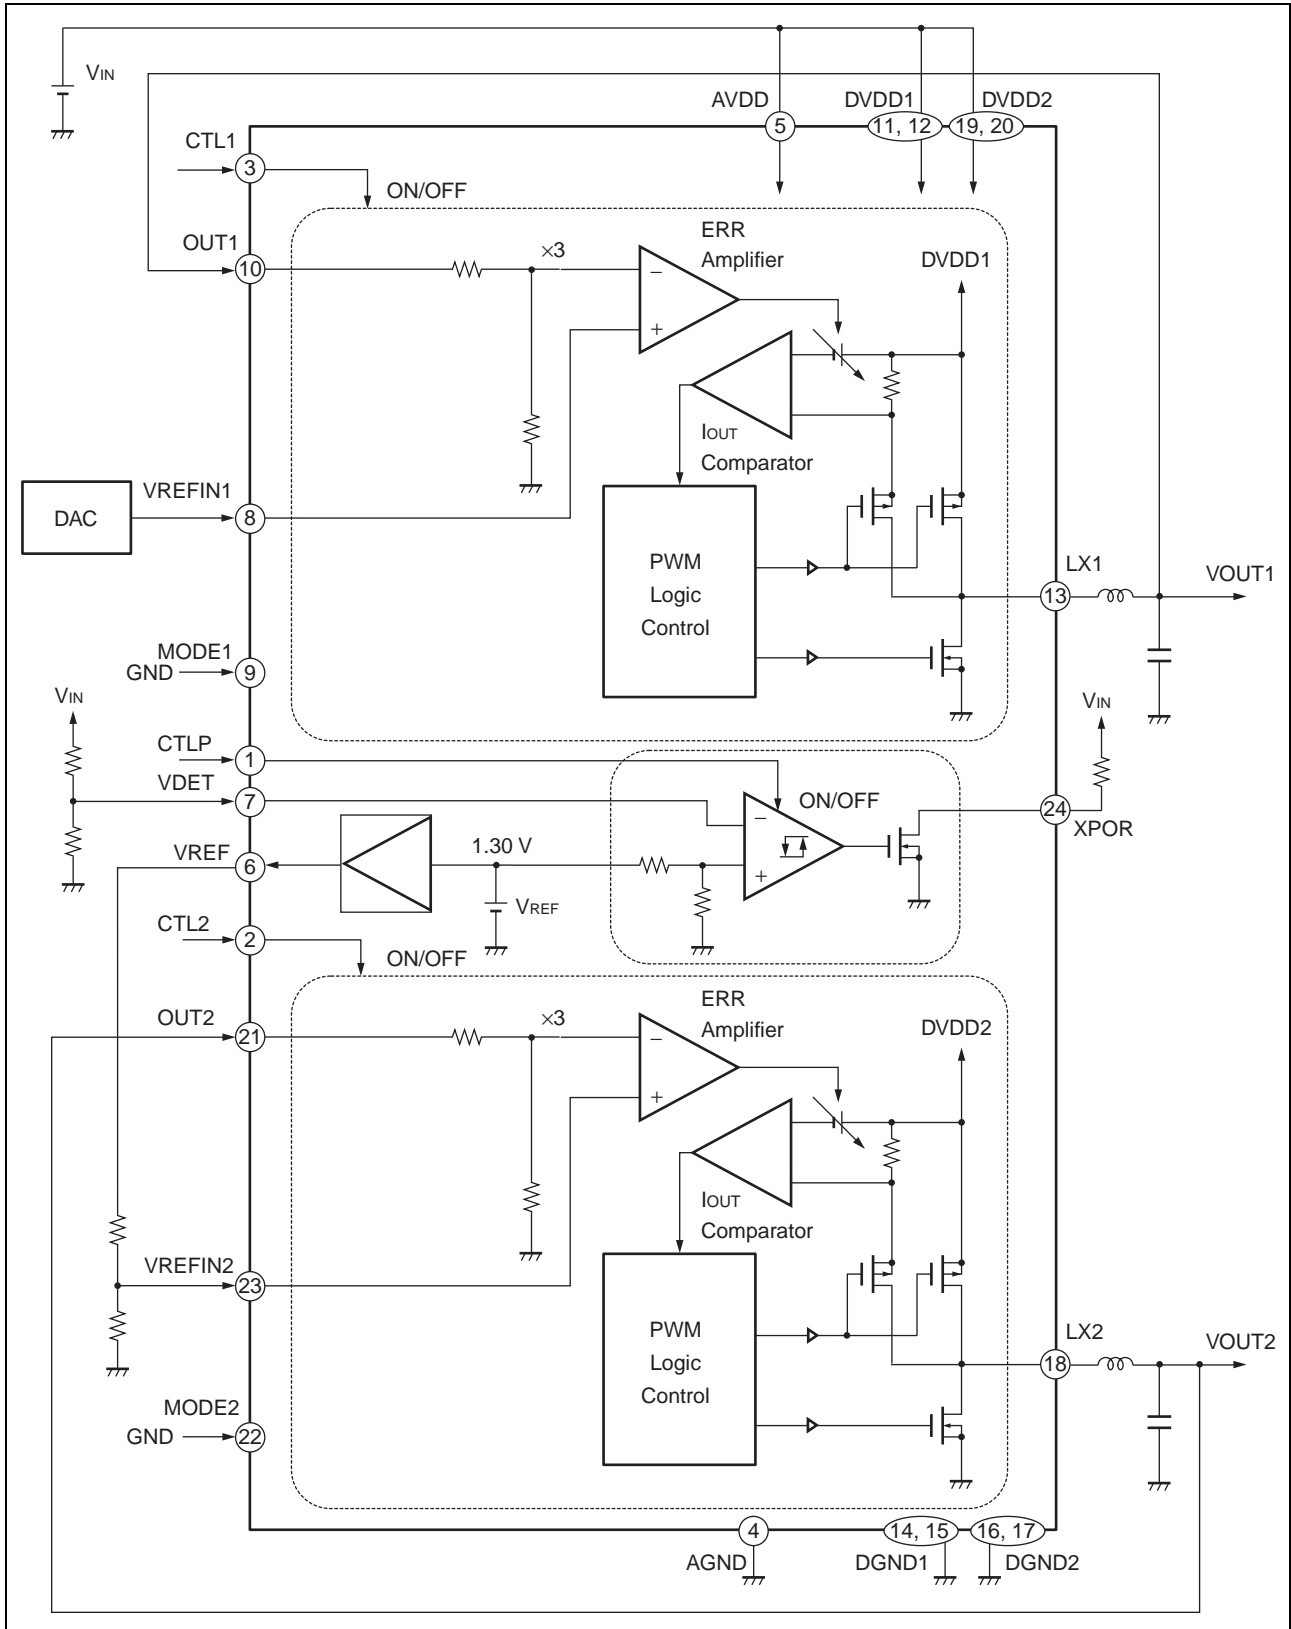 VIN
AVDD
DVDD1
DVDD2
5
11, 12
19, 20
CTL1
3
ON/OFF
OUT1
10
×3
ERR
Amplifier
DVDD1
−
+
IOUT
Comparator
DAC
VREFIN1
8
PWM
Logic
Control
LX1
13
VOUT1
MODE1
GND
9
VIN
VIN
CTLP
1
VDET
7
ON/OFF
−
+
24
XPOR
VREF
6
1.30 V
VREF
CTL2
2
ON/OFF
OUT2
21
×3
ERR
Amplifier
DVDD2
−
+
IOUT
Comparator
VREFIN2
23
PWM
Logic
Control
LX2
18
VOUT2
MODE2
GND
22
4
14, 15
16, 17
AGND
DGND1
DGND2